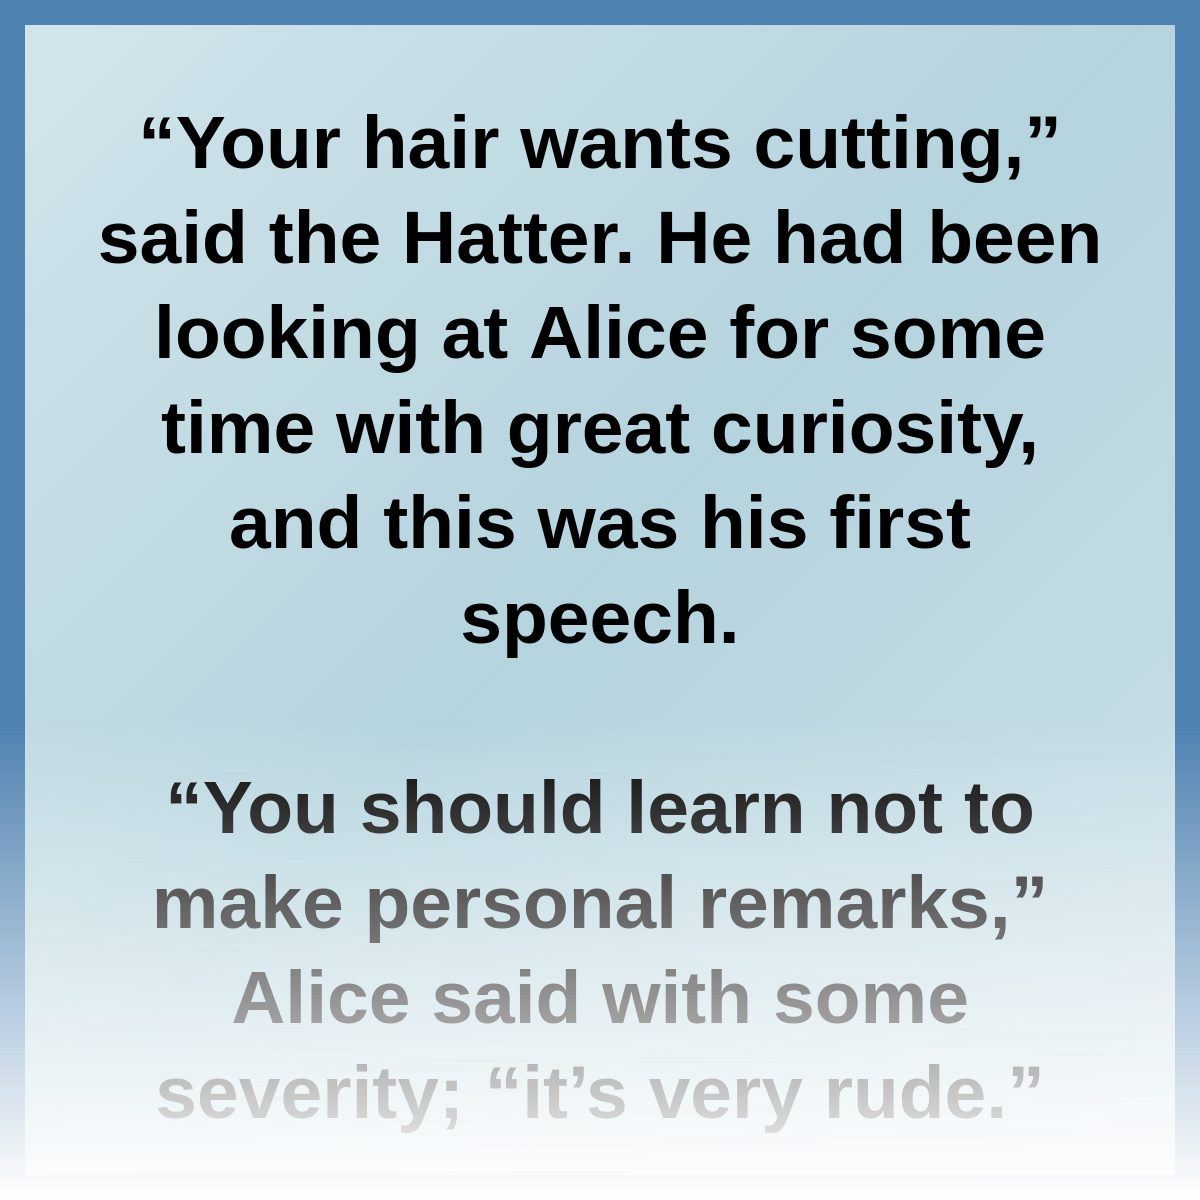 “Your hair wants cutting,”
said the Hatter. He had been
looking at Alice for some
time with great curiosity,
and this was his first
speech.
“You should learn not to
make personal remarks,”
Alice said with some
severity; “it’s very rude.”